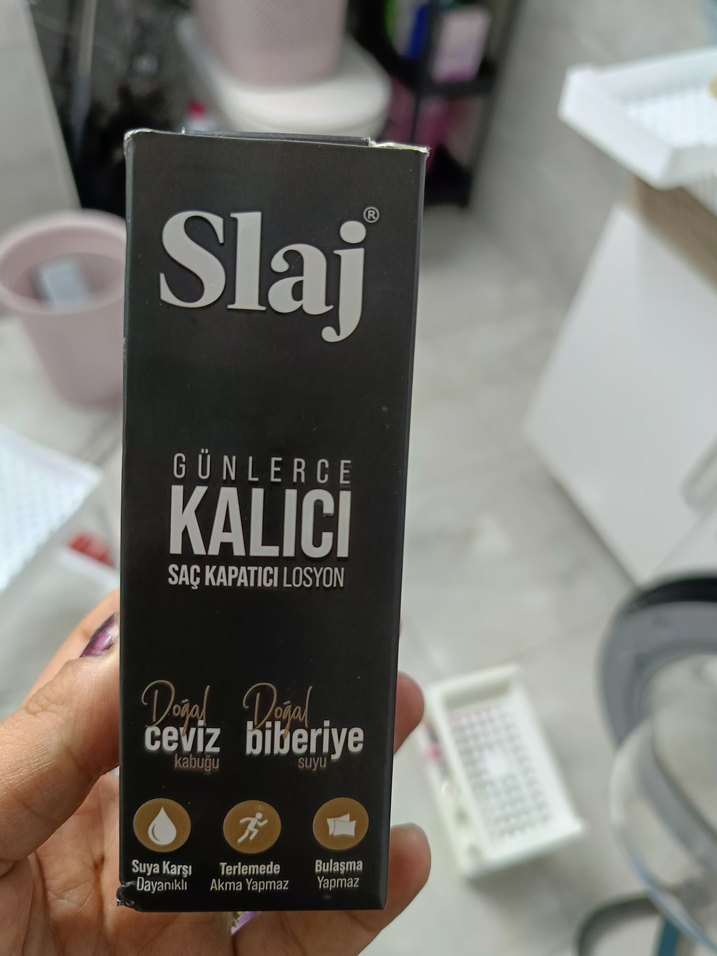 Slaj®
GÜNLERCE
KALICI
SAÇ KAPATICI LOSYON
Doğal ceviz kabuğu
Doğal biberiye suyu
Suya Karşı Dayanıklı
Terlemede Akma Yapmaz
Bulaşma Yapmaz